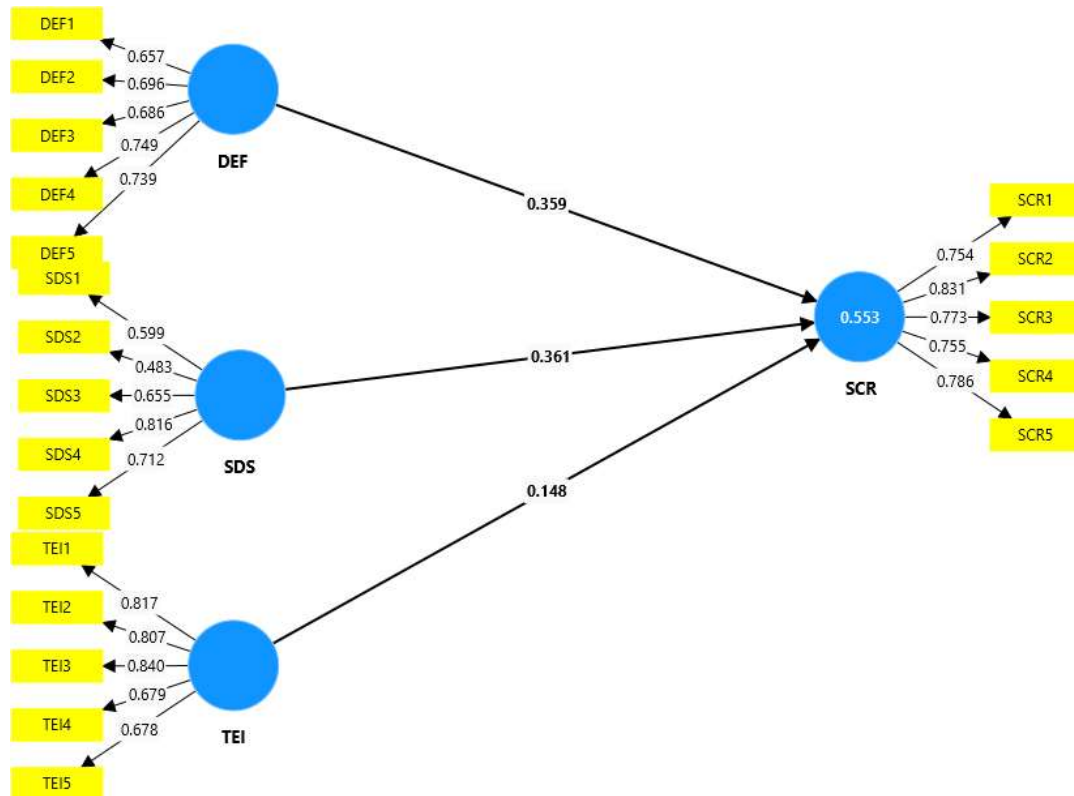 DEF1
0.657
DEF2
0.696
DEF3
0.686
DEF4
0.749
DEF5
0.739
DEF
0.359
SDS1
0.599
SDS2
0.483
SDS3
0.655
SDS4
0.816
SDS5
0.712
SDS
0.361
TEI1
0.817
TEI2
0.807
TEI3
0.840
TEI4
0.679
TEI5
0.678
TEI
0.148
0.553
SCR
SCR1
0.754
SCR2
0.831
SCR3
0.773
SCR4
0.755
SCR5
0.786